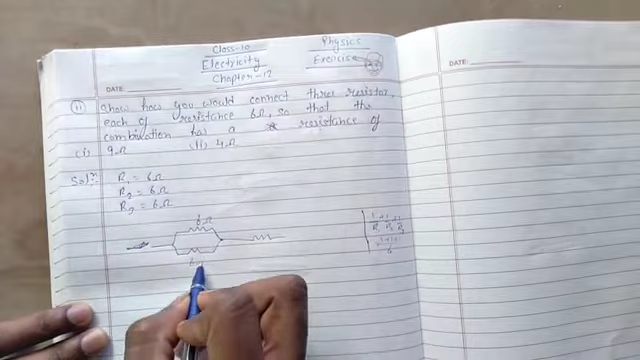 Class-10 Physics
Electricity Exercise
Chapter-12
DATE: DATE:
(11) Show how you would connect three resistor,
each of resistance 6Ω, so that the
combination has a resistance of
(i) 9Ω (ii) 4Ω
Sol? R₁ = 6Ω
R₂ = 6Ω
R₃ = 6Ω
6Ω